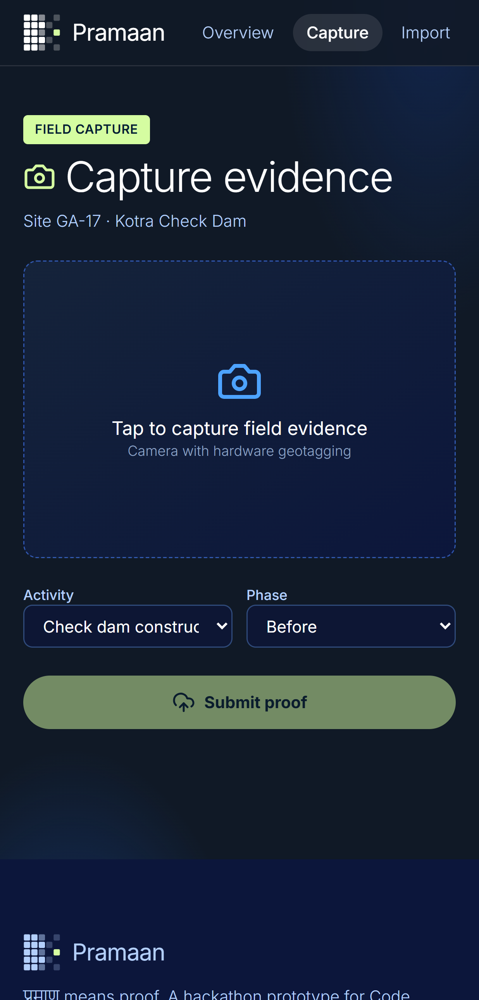 Pramaan Overview Capture Import
FIELD CAPTURE
Capture evidence
Site GA-17 · Kotra Check Dam
Tap to capture field evidence
Camera with hardware geotagging
Activity Phase
Check dam construc Before
Submit proof
Pramaan
प्रमाण means proof. A hackathon prototype for Code